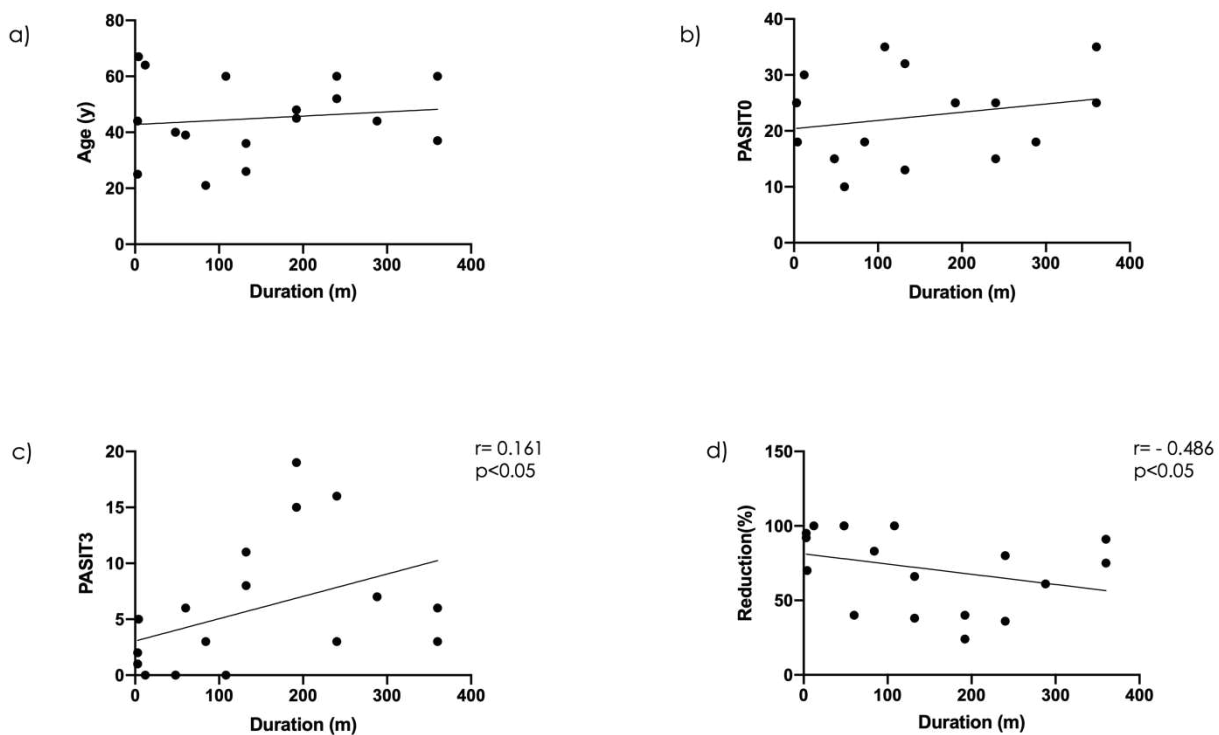 a)
80
60
40
20
0
Age (y)
0 100 200 300 400
Duration (m)
b)
40
30
20
10
0
PASIT0
0 100 200 300 400
Duration (m)
c)
r= 0.161
p<0.05
20
15
10
5
0
PASIT3
0 100 200 300 400
Duration (m)
d)
r= - 0.486
p<0.05
150
100
50
0
Reduction(%)
0 100 200 300 400
Duration (m)